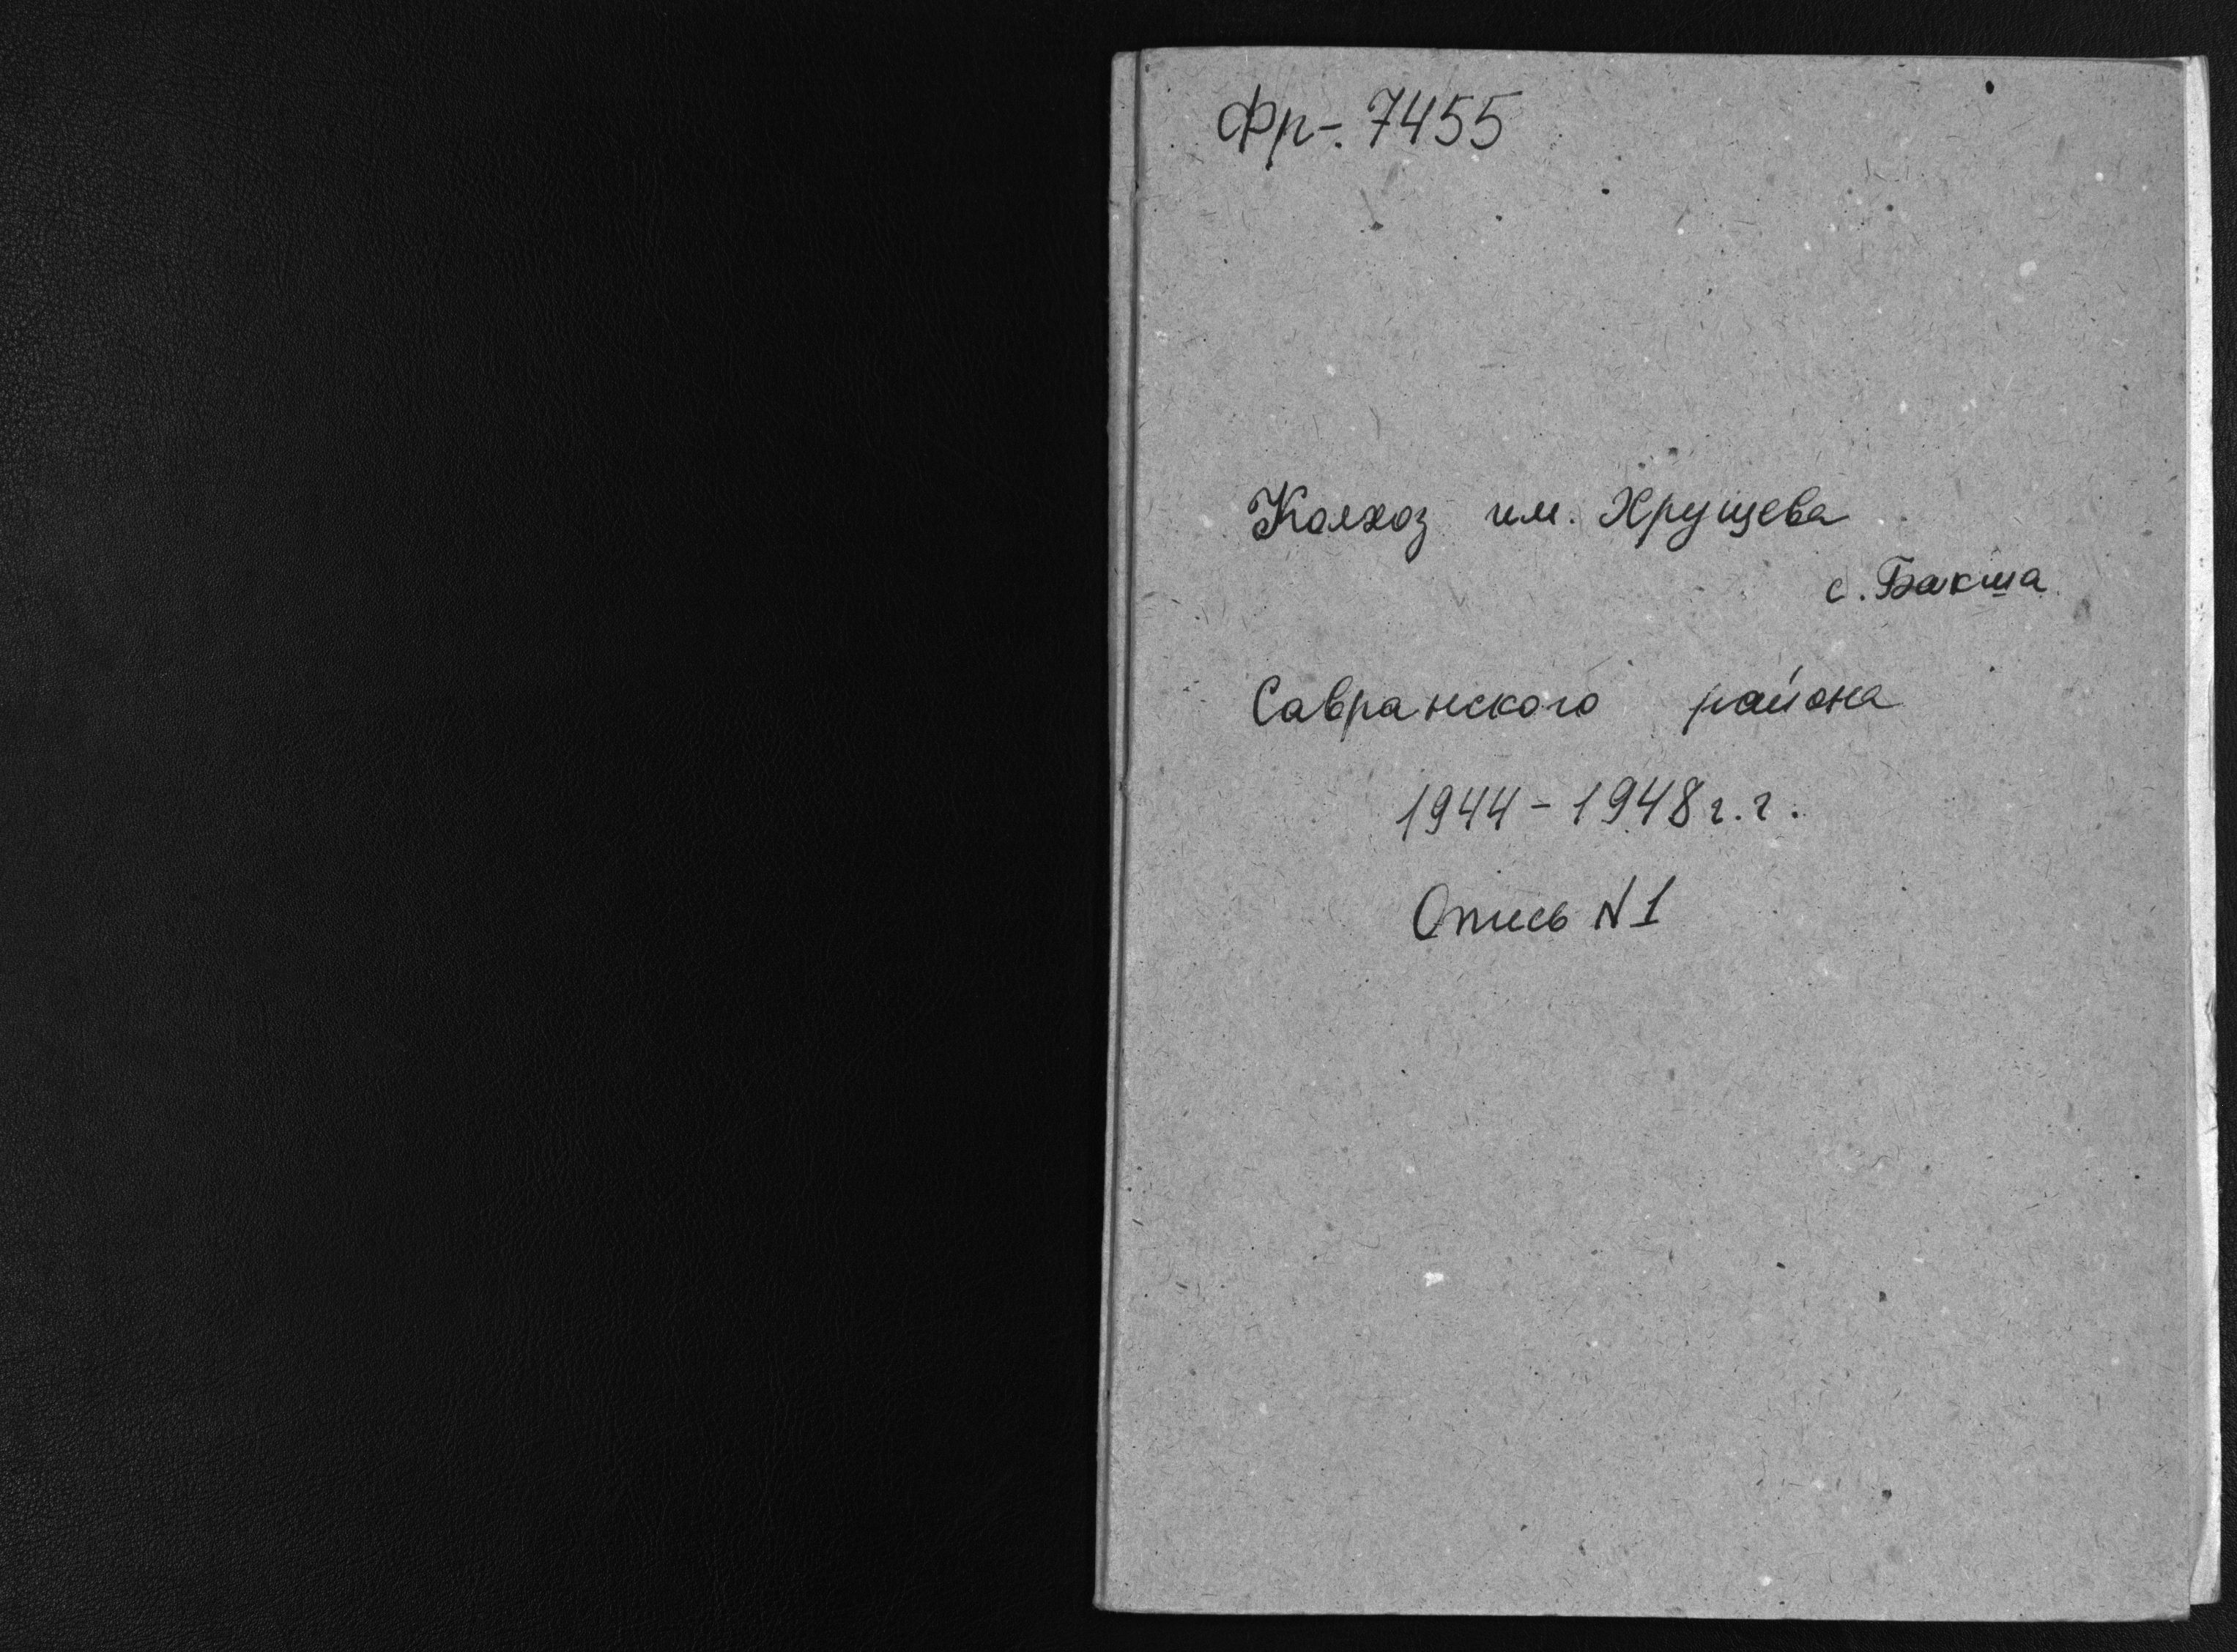 Фр-. 7455
Колхоз им. Хрущева
с. Бакша
Савранского района
1944-1948 г.г.
Опись N1